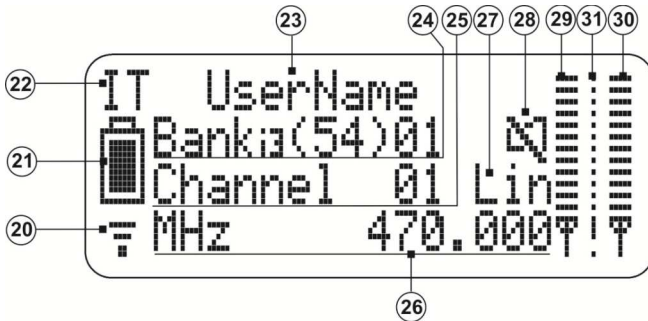 23 24 25 27 28 29 31 30
22 IT UserName
Banki3(54)01
21 Channel 01 Lin
20 MHz 470.000
26